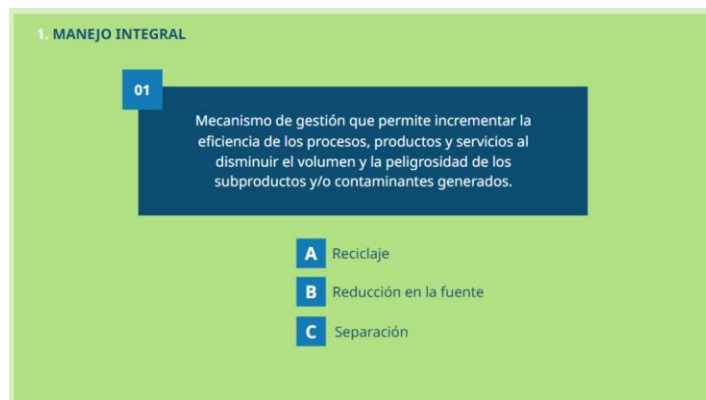 1. MANEJO INTEGRAL
01
Mecanismo de gestión que permite incrementar la
eficiencia de los procesos, productos y servicios al
disminuir el volumen y la peligrosidad de los
subproductos y/o contaminantes generados.
A Reciclaje
B Reducción en la fuente
C Separación